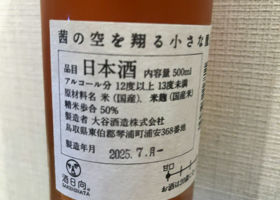 茜の空を翔る小さな
品目 日本酒 内容量 500ml
アルコール分 12度以上 13度未満
原材料名 米(国産)、米麹(国産米)
精米歩合 50%
製造者 大谷酒造株式会社
鳥取県東伯郡琴浦町浦安368番地
製造年月 2025.7.-
酒日向